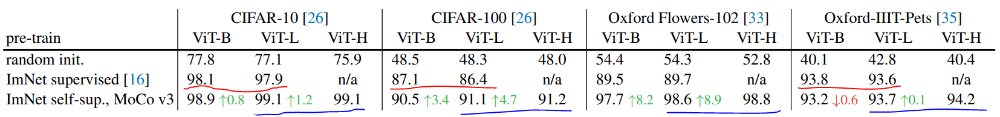 CIFAR-10 [26] CIFAR-100 [26] Oxford Flowers-102 [33] Oxford-IIIT-Pets [35]
pre-train ViT-B ViT-L ViT-H ViT-B ViT-L ViT-H ViT-B ViT-L ViT-H ViT-B ViT-L ViT-H
random init. 77.8 77.1 75.9 48.5 48.3 48.0 54.4 54.3 52.8 40.1 42.8 40.4
ImNet supervised [16] 98.1 97.9 n/a 87.1 86.4 n/a 89.5 89.7 n/a 93.8 93.6 n/a
ImNet self-sup., MoCo v3 98.9 ↑0.8 99.1 ↑1.2 99.1 90.5 ↑3.4 91.1 ↑4.7 91.2 97.7 ↑8.2 98.6 ↑8.9 98.8 93.2 ↓0.6 93.7 ↑0.1 94.2